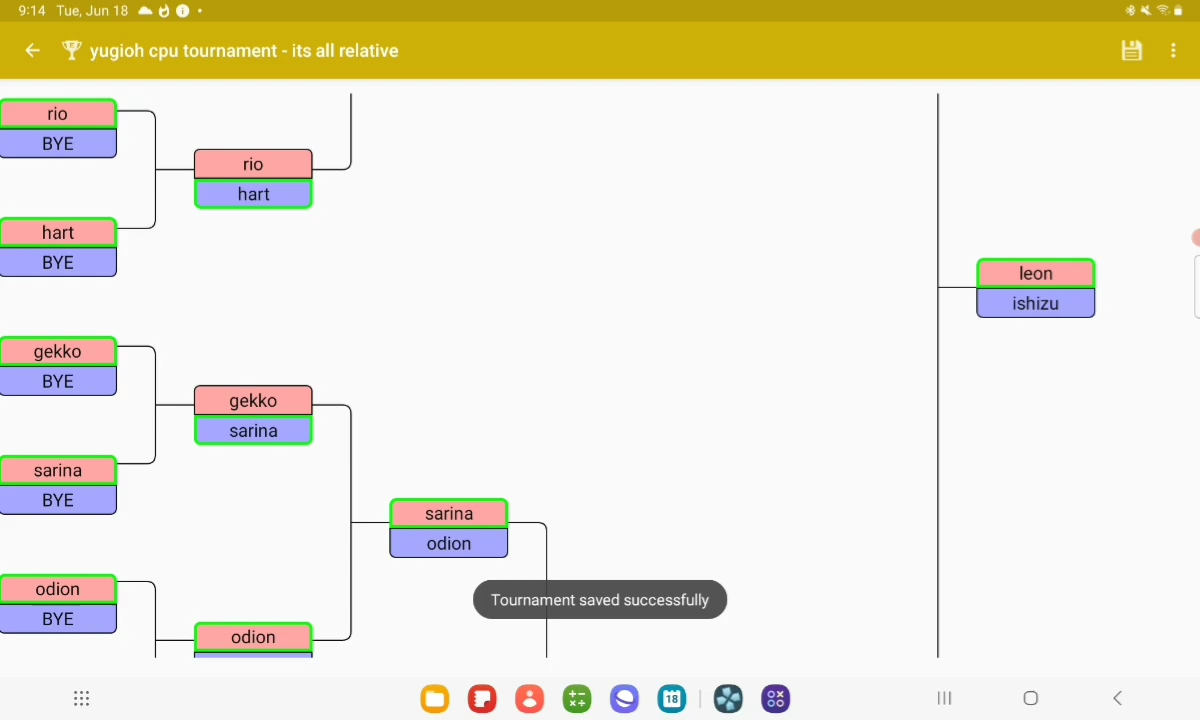 9:14 Tue, Jun 18
yugioh cpu tournament - its all relative
rio
BYE
rio
hart
hart
BYE
leon
ishizu
gekko
BYE
gekko
sarina
sarina
BYE
sarina
odion
odion
BYE
odion
Tournament saved successfully
18